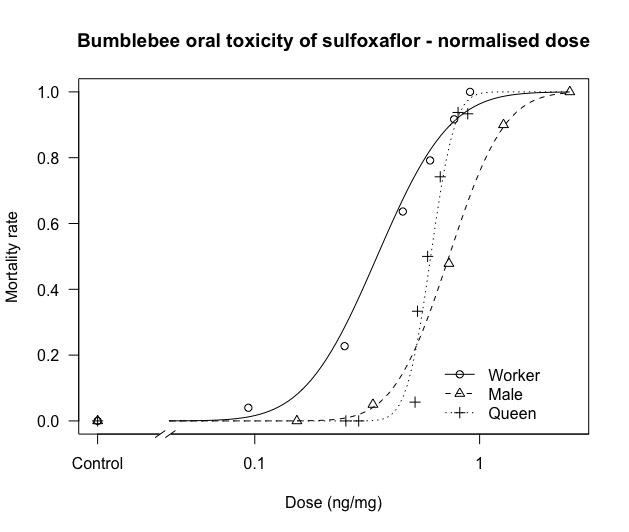 Bumblebee oral toxicity of sulfoxaflor - normalised dose
Mortality rate
1.0
0.8
0.6
0.4
0.2
0.0
Worker
Male
Queen
Control 0.1 1
Dose (ng/mg)